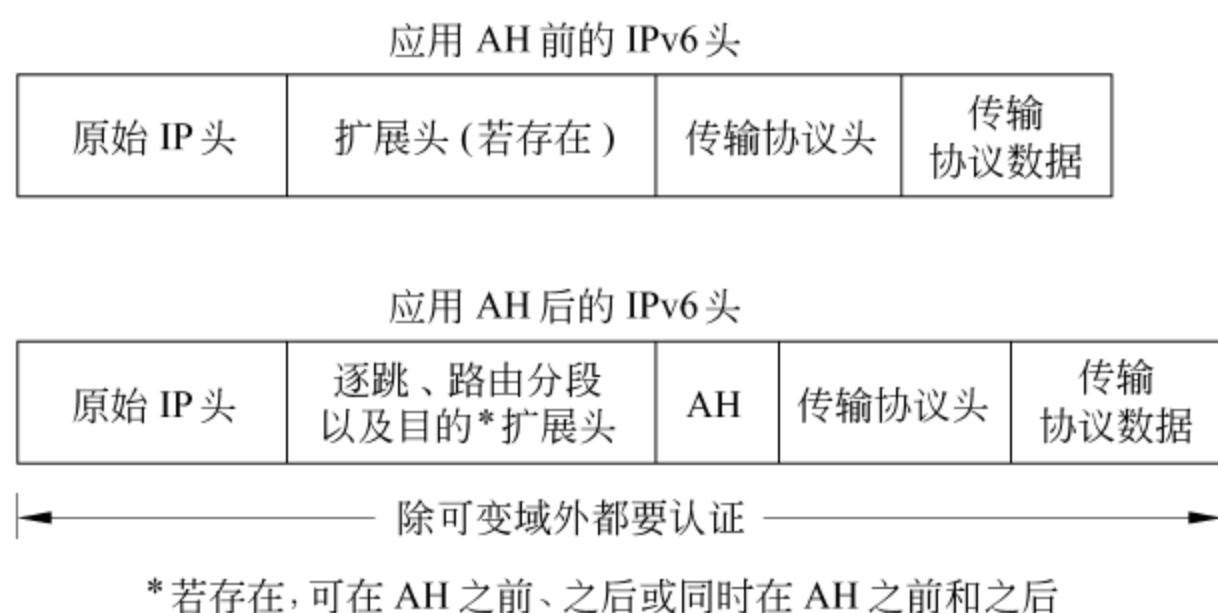 应用 AH 前的 IPv6 头
原始 IP 头
扩展头 (若存在)
传输协议头
传输
协议数据
应用 AH 后的 IPv6 头
原始 IP 头
逐跳、路由分段
以及目的*扩展头
AH
传输协议头
传输
协议数据
除可变域外都要认证
*若存在,可在 AH 之前、之后或同时在 AH 之前和之后